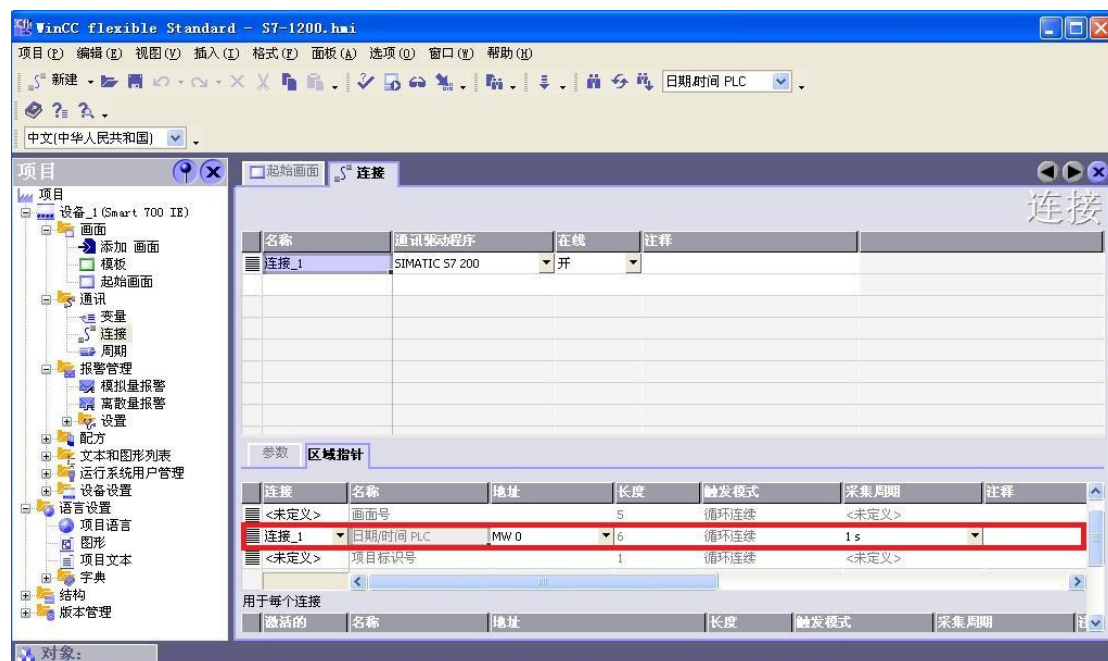 WinCC flexible Standard - S7-1200.hmi
项目(P) 编辑(E) 视图(V) 插入(I) 格式(F) 面板(A) 选项(O) 窗口(W) 帮助(H)
新建 日期/时间 PLC
中文(中华人民共和国)
项目 起始画面 连接
项目
设备_1(Smart 700 IE)
连接
画面
添加 画面
模板
起始画面
通讯
变量
连接
周期
报警管理
模拟量报警
离散量报警
设置
配方
文本和图形列表
运行系统用户管理
设备设置
语言设置
项目语言
图形
项目文本
字典
结构
版本管理
名称 通讯驱动程序 在线 注释
连接_1 SIMATIC S7 200 开
参数 区域指针
连接 名称 地址 长度 触发模式 采集周期 注释
<未定义> 画面号 5 循环连续 <未定义>
连接_1 日期/时间 PLC MW 0 6 循环连续 1 s
<未定义> 项目标识号 1 循环连续 <未定义>
用于每个连接
激活的 名称 地址 长度 触发模式 采集周期
对象: